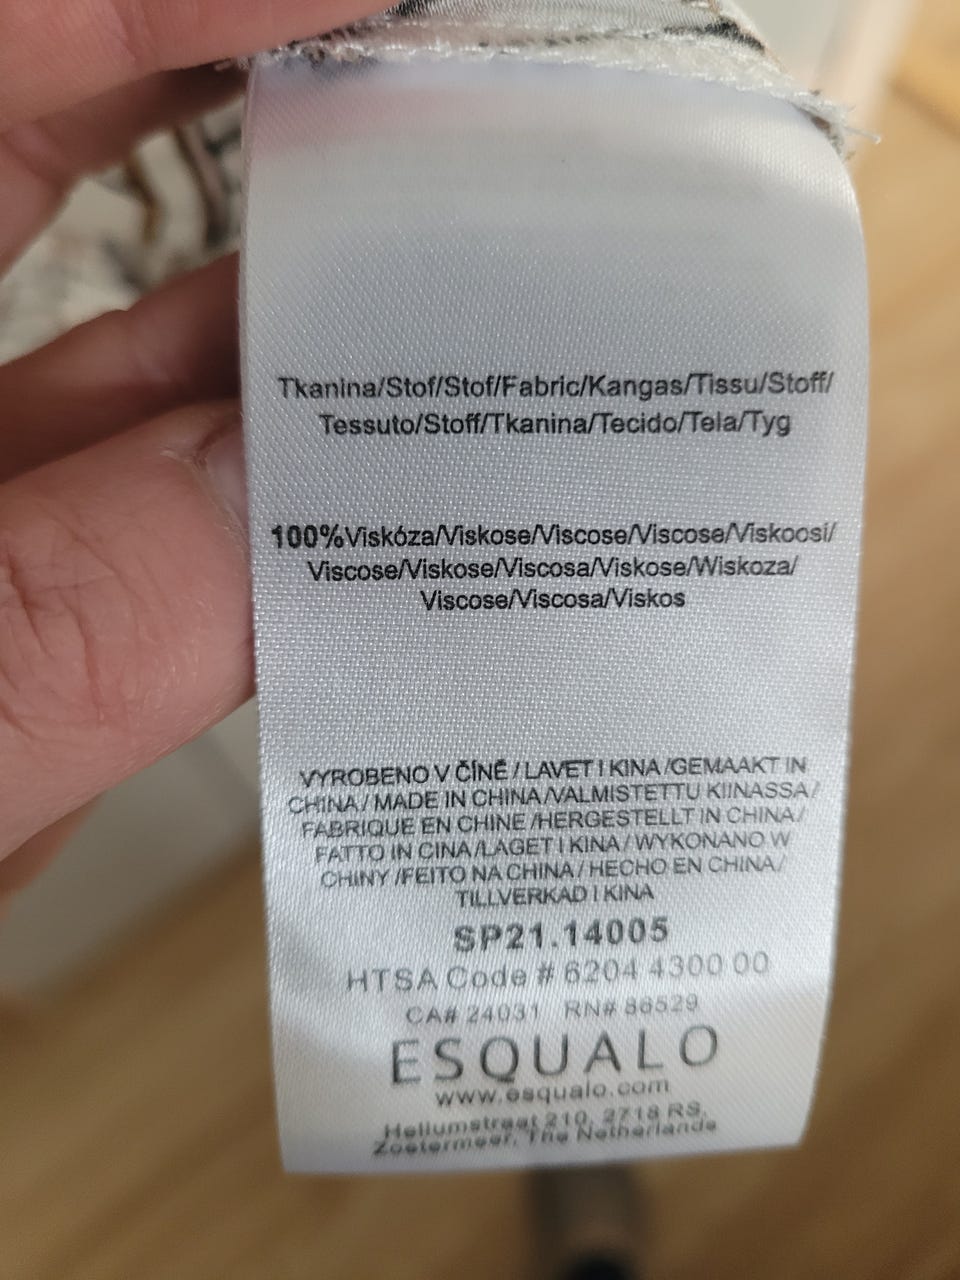 Tkanina/Stof/Stof/Fabric/Kangas/Tissu/Stoff/
Tessuto/Stoff/Tkanina/Tecido/Tela/Tyg
100%Viskóza/Viskose/Viscose/Viscose/Viskoosi/
Viscose/Viskose/Viscosa/Viskose/Wiskoza/
Viscose/Viscosa/Viskos
VYROBENO V ČÍNĚ / LAVET I KINA /GEMAAKT IN
CHINA / MADE IN CHINA /VALMISTETTU KIINASSA /
FABRIQUE EN CHINE /HERGESTELLT IN CHINA /
FATTO IN CINA /LAGET I KINA / WYKONANO W
CHINY /FEITO NA CHINA / HECHO EN CHINA /
TILLVERKAD I KINA
SP21.14005
HTSA Code # 6204 4300 00
CA# 24031 RN# 86529
ESQUALO
www.esqualo.com
Heliumstraat 210, 2718 RS,
Zoetermeer, The Netherlands